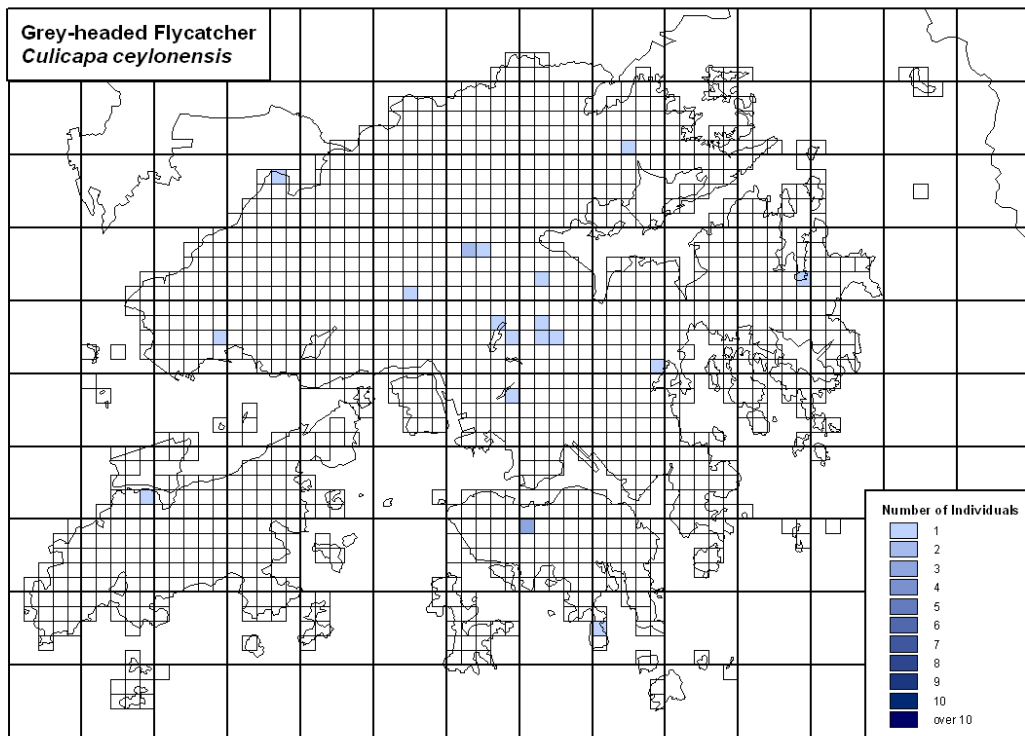 Grey-headed Flycatcher
Culicapa ceylonensis
Number of Individuals
1
2
3
4
5
6
7
8
9
10
over 10